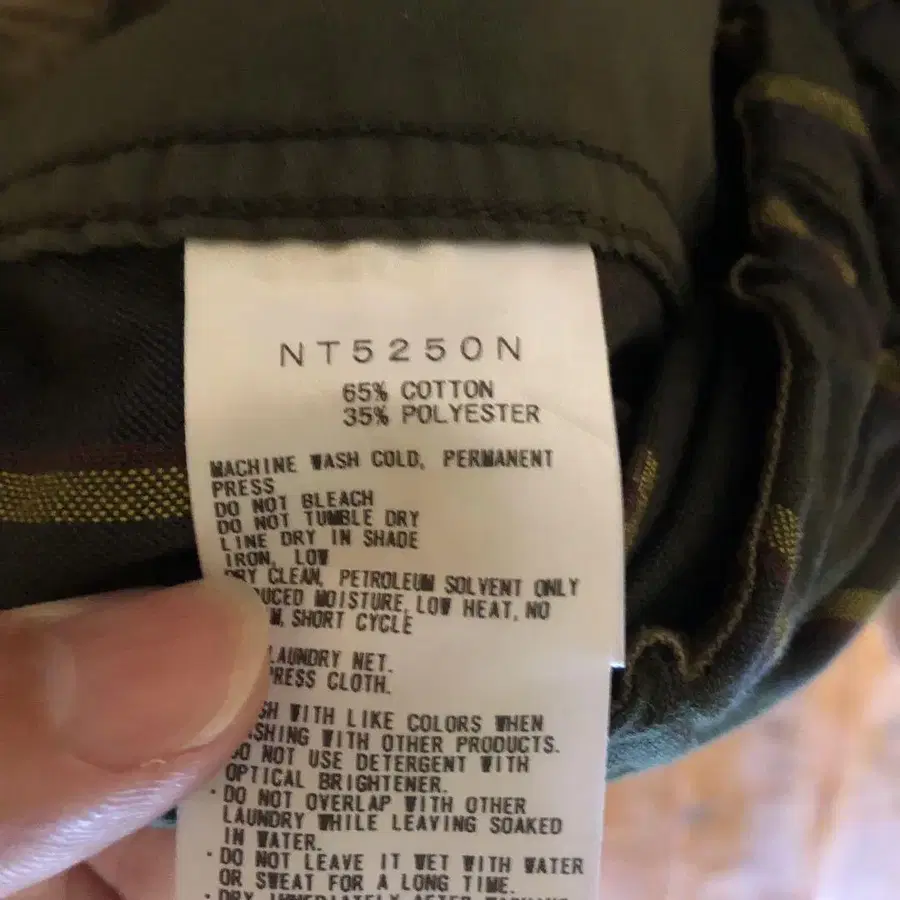 NT5250N
65% COTTON
35% POLYESTER
MACHINE WASH COLD, PERMANENT
PRESS
DO NOT BLEACH
DO NOT TUMBLE DRY
LINE DRY IN SHADE
IRON, LOW
DRY CLEAN, PETROLEUM SOLVENT ONLY
MOISTURE, LOW HEAT, NO
SHORT CYCLE
LAUNDRY NET.
CLOTH.
WITH LIKE COLORS WHEN
WITH OTHER PRODUCTS.
DO NOT USE DETERGENT WITH
OPTICAL BRIGHTENER.
· DO NOT OVERLAP WITH OTHER
LAUNDRY WHILE LEAVING SOAKED
IN WATER.
· DO NOT LEAVE IT WET WITH WATER
OR SWEAT FOR A LONG TIME.